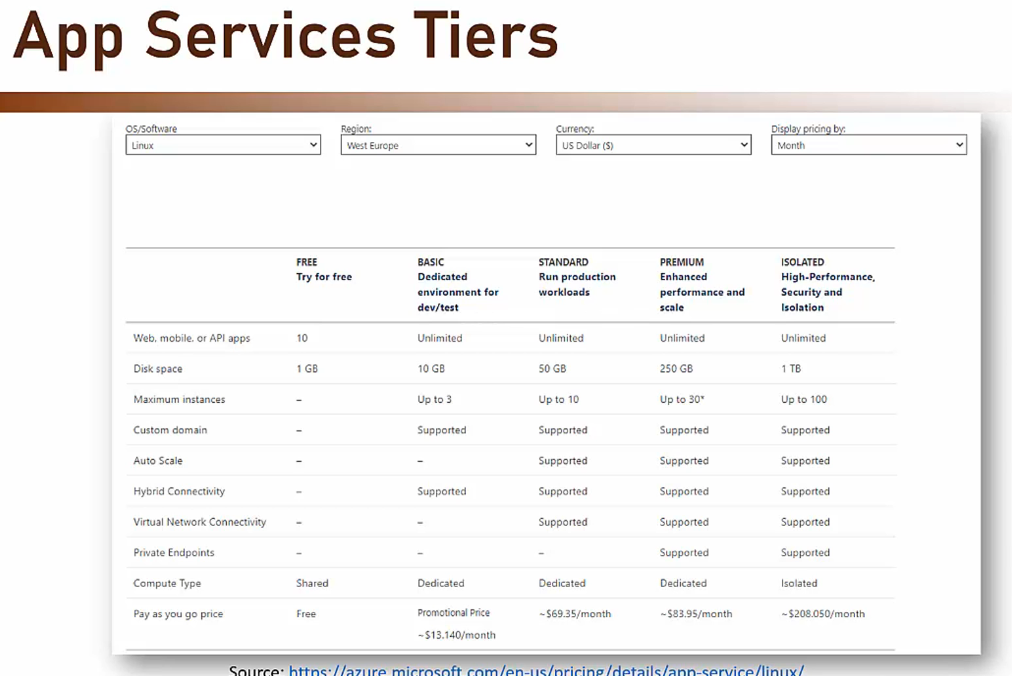 App Services Tiers
OS/Software Region: Currency: Display pricing by:
Linux West Europe US Dollar ($) Month
FREE BASIC STANDARD PREMIUM ISOLATED
Try for free Dedicated Run production Enhanced High-Performance,
environment for workloads performance and Security and
dev/test scale Isolation
Web, mobile, or API apps 10 Unlimited Unlimited Unlimited Unlimited
Disk space 1 GB 10 GB 50 GB 250 GB 1 TB
Maximum instances – Up to 3 Up to 10 Up to 30* Up to 100
Custom domain – Supported Supported Supported Supported
Auto Scale – – Supported Supported Supported
Hybrid Connectivity – Supported Supported Supported Supported
Virtual Network Connectivity – – Supported Supported Supported
Private Endpoints – – – Supported Supported
Compute Type Shared Dedicated Dedicated Dedicated Isolated
Pay as you go price Free Promotional Price ~$69.35/month ~$83.95/month ~$208.050/month
~$13.140/month
Source: https://azure.microsoft.com/en-us/pricing/details/app-service/linux/